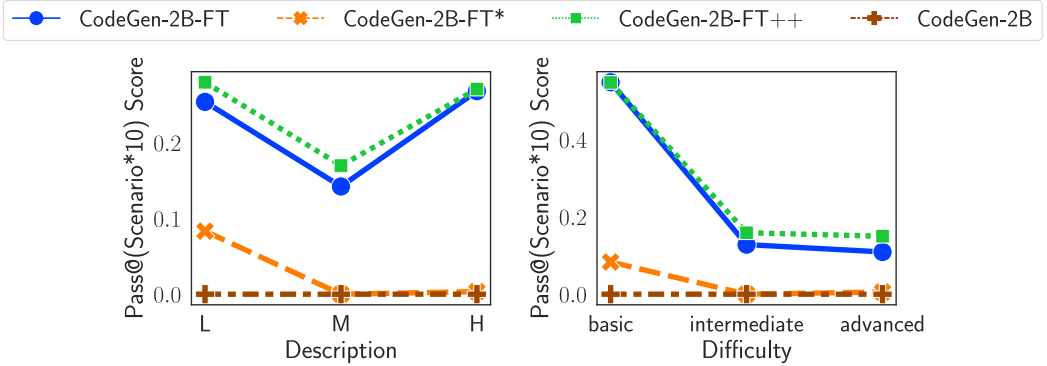 CodeGen-2B-FT CodeGen-2B-FT* CodeGen-2B-FT++ CodeGen-2B
Pass@(Scenario*10) Score
0.2
0.1
0.0
L M H
Description
Pass@(Scenario*10) Score
0.4
0.2
0.0
basic intermediate advanced
Difficulty